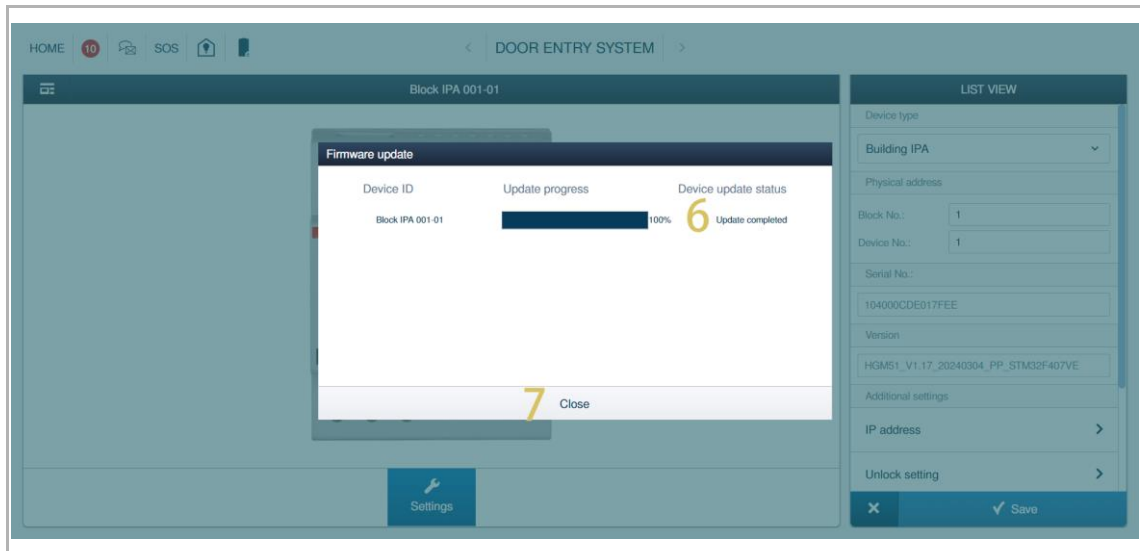 HOME 10 SOS < DOOR ENTRY SYSTEM >
Block IPA 001-01
LIST VIEW
Device type
Building IPA
Physical address
Block No.: 1
Device No.: 1
Serial No.:
104000CDE017FEE
Version
HGM51_V1.17_20240304_PP_STM32F407VE
Additional settings
IP address >
Unlock setting >
Save
Firmware update
Device ID Update progress Device update status
Block IPA 001-01 100% 6 Update completed
7 Close
Settings